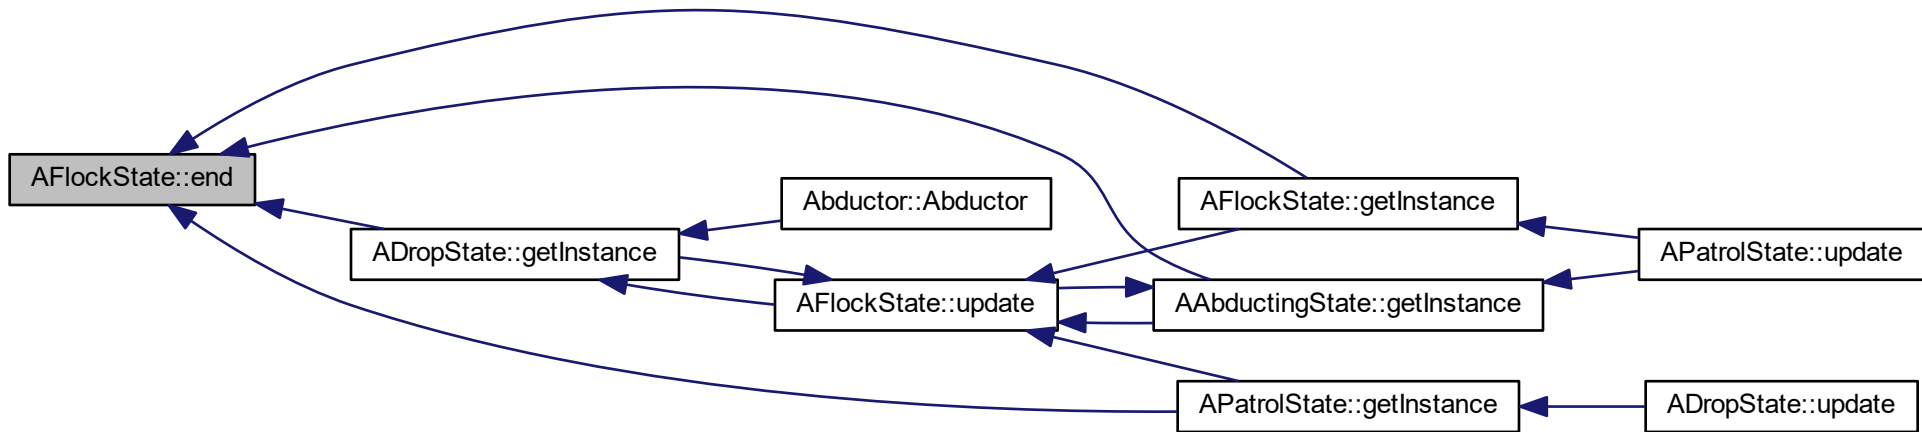 AFlockState::end
ADropState::getInstance
Abductor::Abductor
AFlockState::update
AFlockState::getInstance
AAbductingState::getInstance
APatrolState::getInstance
APatrolState::update
ADropState::update